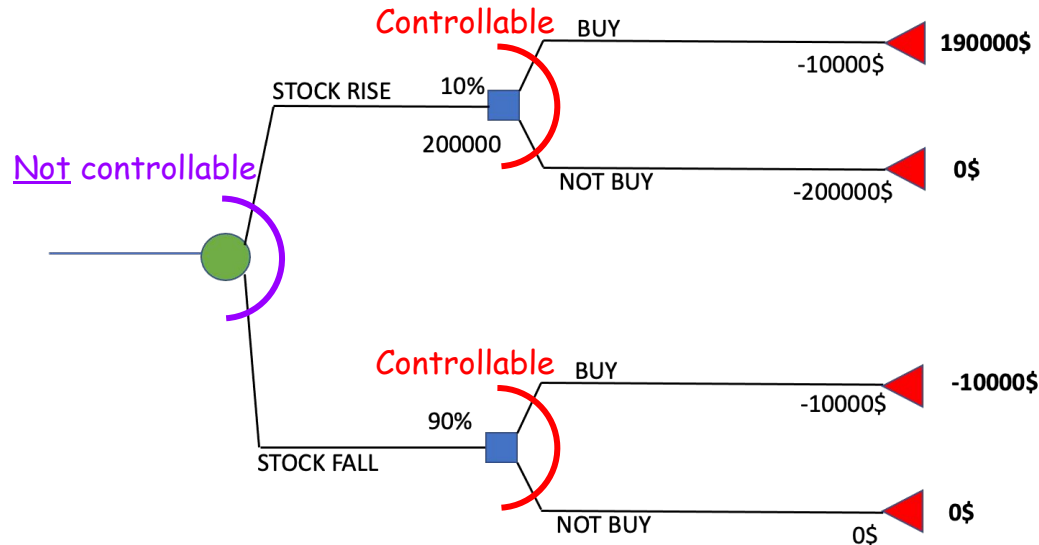 Controllable
BUY
190000$
-10000$
STOCK RISE
10%
200000
NOT BUY
-200000$
0$
Not controllable
Controllable
BUY
-10000$
-10000$
90%
STOCK FALL
NOT BUY
0$
0$